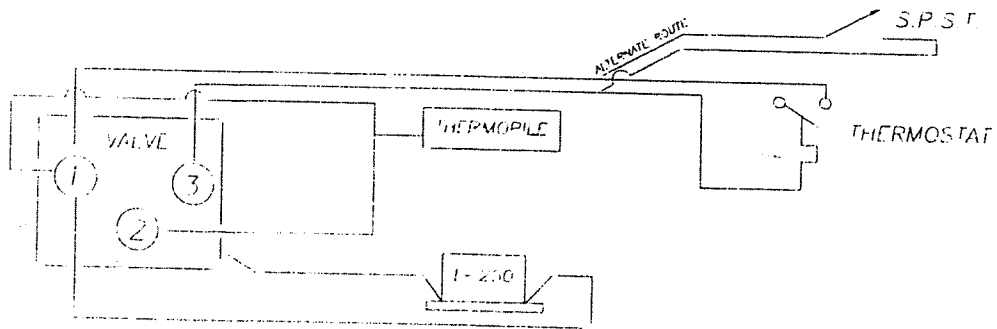 S.P.S.T.
ALTERNATE ROUTE
THERMOPILE
THERMOSTAT
VALVE
1
3
2